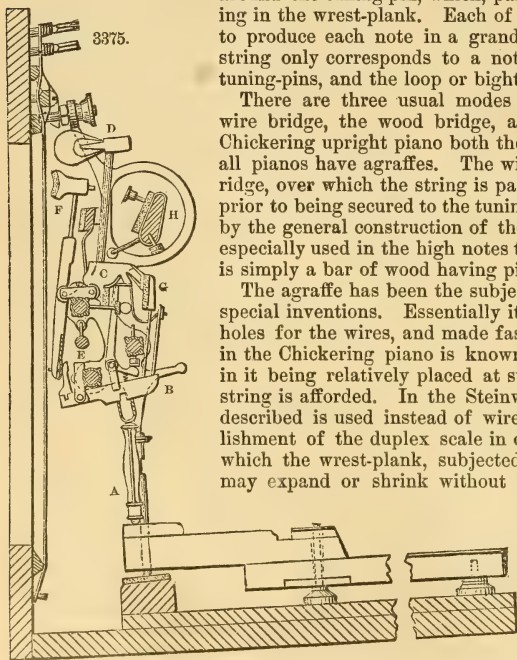 ing in the wrest-plank. Each of
3375.
to produce each note in a grand
string only corresponds to a not
tuning-pins, and the loop or bight
There are three usual modes
wire bridge, the wood bridge, a
Chickering upright piano both the
all pianos have agraffes. The wi
ridge, over which the string is pa
prior to being secured to the tunin
by the general construction of the
especially used in the high notes t
is simply a bar of wood having pi
The agraffe has been the subje
special inventions. Essentially it
holes for the wires, and made fas
in the Chickering piano is known
in it being relatively placed at s
string is afforded. In the Steinw
described is used instead of wire
lishment of the duplex scale in c
which the wrest-plank, subjected
may expand or shrink without
D
F
H
C
G
E
B
A